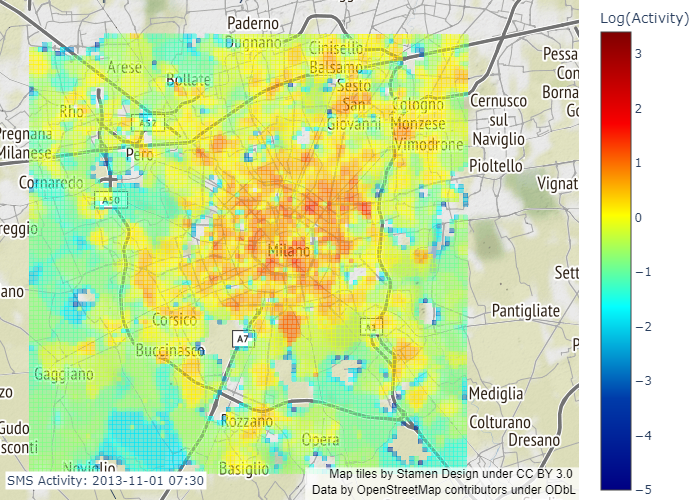 Paderno
Dugnano
Cinisello
Balsamo
Arese
Bollate
Sesto
San
Giovanni
Pessa
Con
Borna
Go
Rho
A52
Cologno
Monzese
Vimodrone
Cernusco
sul
Naviglio
Pregnana
Milanese
Pero
Pioltello
Cornaredo
Vignat
A50
reggio
Milano
Sett
ano
Pantigliate
Corsico
A7
Buccinasco
P
Gaggiano
zo
Mediglia
Rozzano
Colturano
Gudo
sconti
Opera
Dresano
Noviglio
Basiglio
SMS Activity: 2013-11-01 07:30
Map tiles by Stamen Design under CC BY 3.0
Data by OpenStreetMap contributors under ODbL
Log(Activity)
3
2
1
0
−1
−2
−3
−4
−5